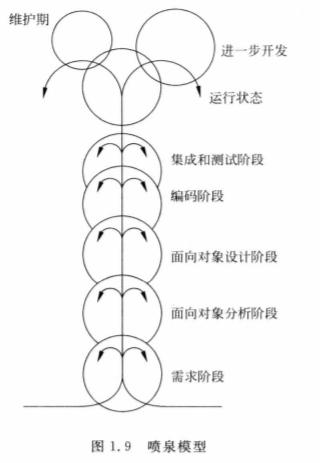 维护期
进一步开发
运行状态
集成和测试阶段
编码阶段
面向对象设计阶段
面向对象分析阶段
需求阶段
图 1.9 喷泉模型